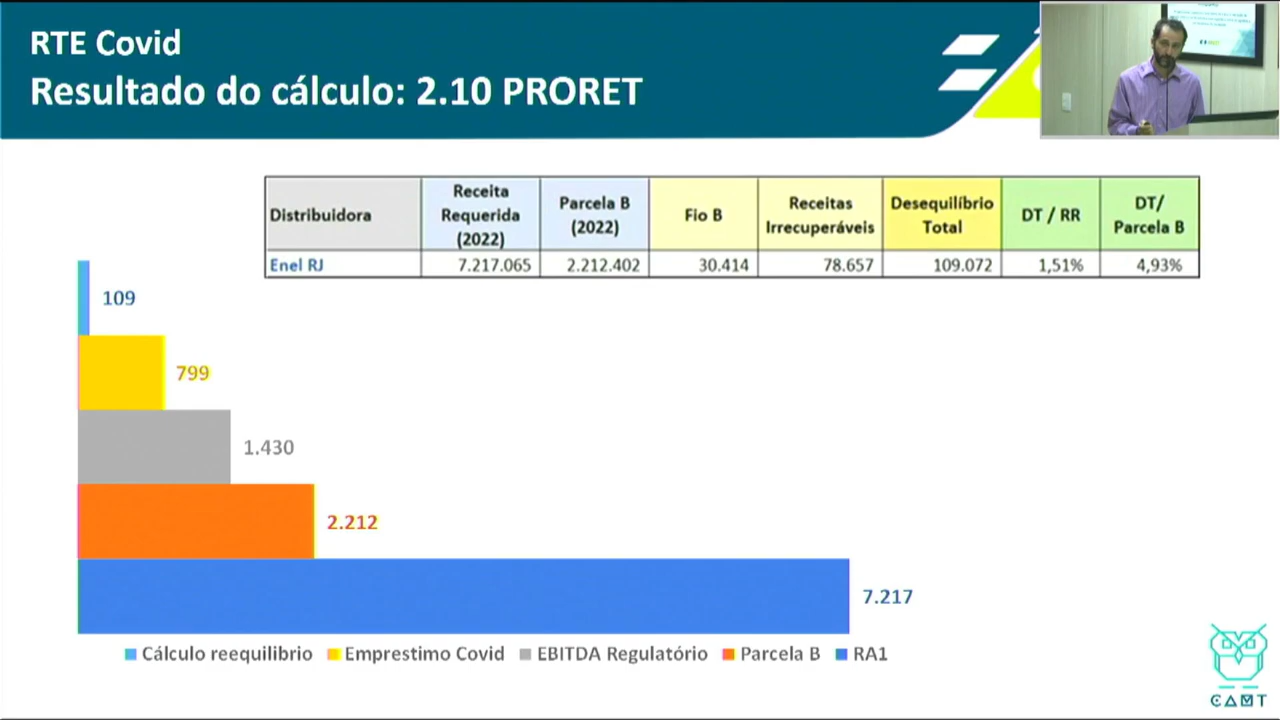 RTE Covid
Resultado do cálculo: 2.10 PRORET
Distribuidora
Receita
Requerida
(2022)
Parcela B
(2022)
Fio B
Receitas
Irrecuperáveis
Desequilíbrio
Total
DT / RR
DT/
Parcela B
Enel RJ 7.217.065 2.212.402 30.414 78.657 109.072 1,51% 4,93%
109
799
1.430
2.212
7.217
Cálculo reequilibrio Emprestimo Covid EBITDA Regulatório Parcela B RA1
CAMT